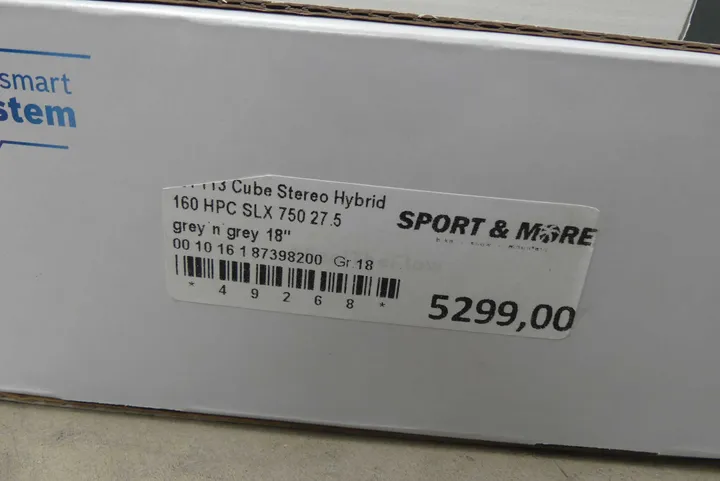 smart
stem
113 Cube Stereo Hybrid
160 HPC SLX 750 27.5
grey´n´grey 18"
00 10 16 1 87398200 Gr.18
* 4 9 2 6 8 *
SPORT & MORE
5299,00